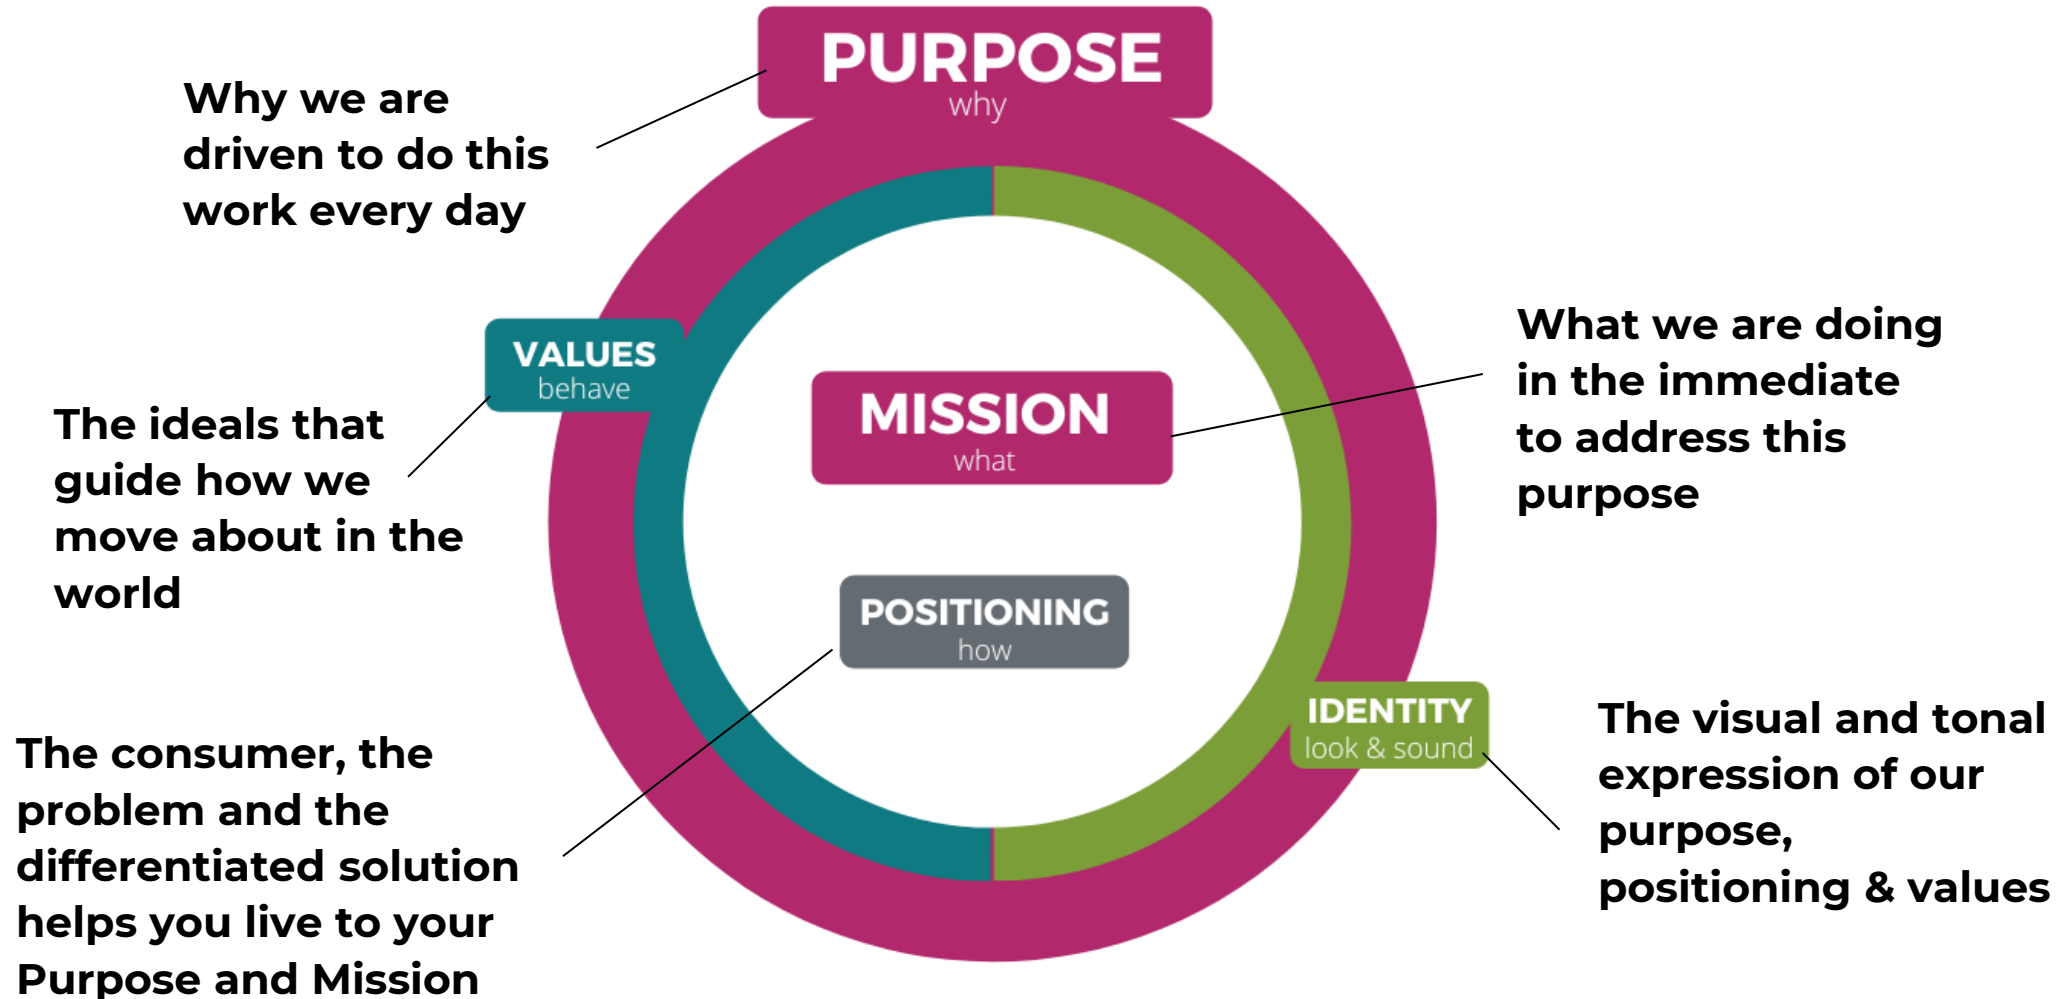 PURPOSE
why
Why we are
driven to do this
work every day
VALUES
behave
The ideals that
guide how we
move about in the
world
MISSION
what
What we are doing
in the immediate
to address this
purpose
POSITIONING
how
The consumer, the
problem and the
differentiated solution
helps you live to your
Purpose and Mission
IDENTITY
look & sound
The visual and tonal
expression of our
purpose,
positioning & values